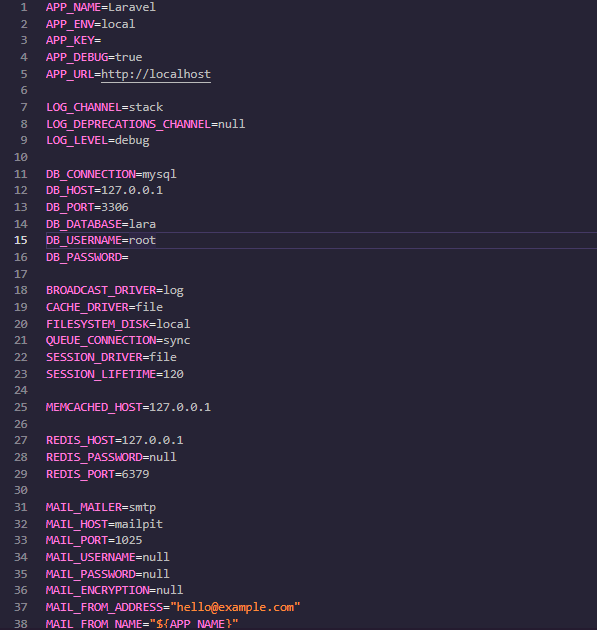 1 APP_NAME=Laravel
2 APP_ENV=local
3 APP_KEY=
4 APP_DEBUG=true
5 APP_URL=http://localhost
6
7 LOG_CHANNEL=stack
8 LOG_DEPRECATIONS_CHANNEL=null
9 LOG_LEVEL=debug
10
11 DB_CONNECTION=mysql
12 DB_HOST=127.0.0.1
13 DB_PORT=3306
14 DB_DATABASE=lara
15 DB_USERNAME=root
16 DB_PASSWORD=
17
18 BROADCAST_DRIVER=log
19 CACHE_DRIVER=file
20 FILESYSTEM_DISK=local
21 QUEUE_CONNECTION=sync
22 SESSION_DRIVER=file
23 SESSION_LIFETIME=120
24
25 MEMCACHED_HOST=127.0.0.1
26
27 REDIS_HOST=127.0.0.1
28 REDIS_PASSWORD=null
29 REDIS_PORT=6379
30
31 MAIL_MAILER=smtp
32 MAIL_HOST=mailpit
33 MAIL_PORT=1025
34 MAIL_USERNAME=null
35 MAIL_PASSWORD=null
36 MAIL_ENCRYPTION=null
37 MAIL_FROM_ADDRESS="hello@example.com"
38 MAIL_FROM_NAME="${APP_NAME}"